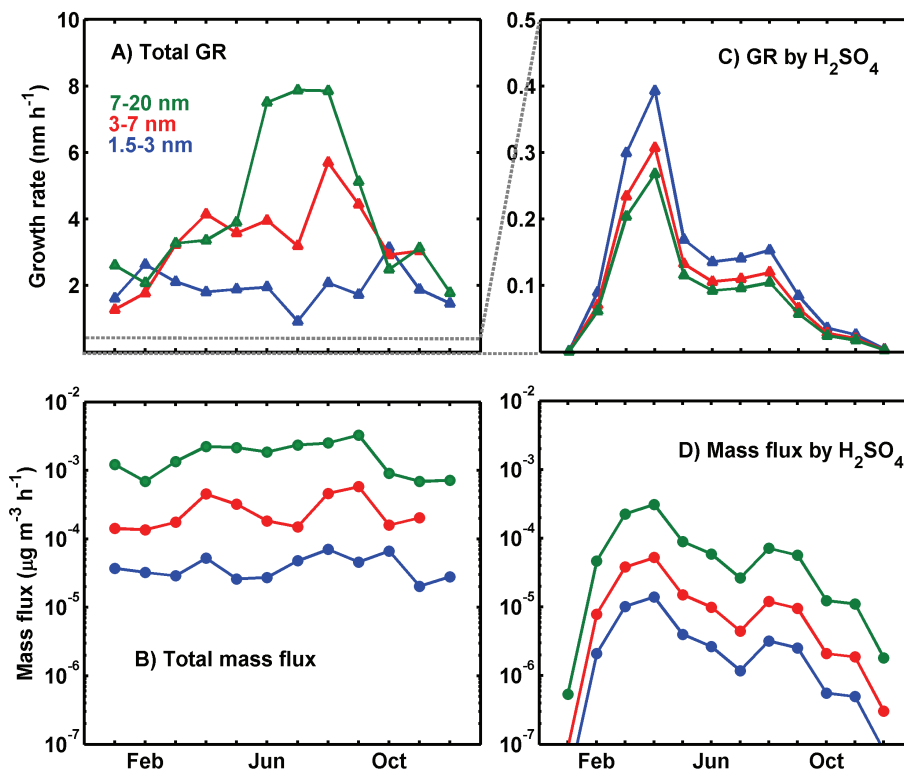 A) Total GR
7-20 nm
3-7 nm
1.5-3 nm
Growth rate (nm h⁻¹)
10
8
6
4
2
C) GR by H₂SO₄
0.5
0.4
0.3
0.2
0.1
B) Total mass flux
Mass flux (µg m⁻³ h⁻¹)
10⁻²
10⁻³
10⁻⁴
10⁻⁵
10⁻⁶
10⁻⁷
Feb Jun Oct
D) Mass flux by H₂SO₄
10⁻²
10⁻³
10⁻⁴
10⁻⁵
10⁻⁶
10⁻⁷
Feb Jun Oct